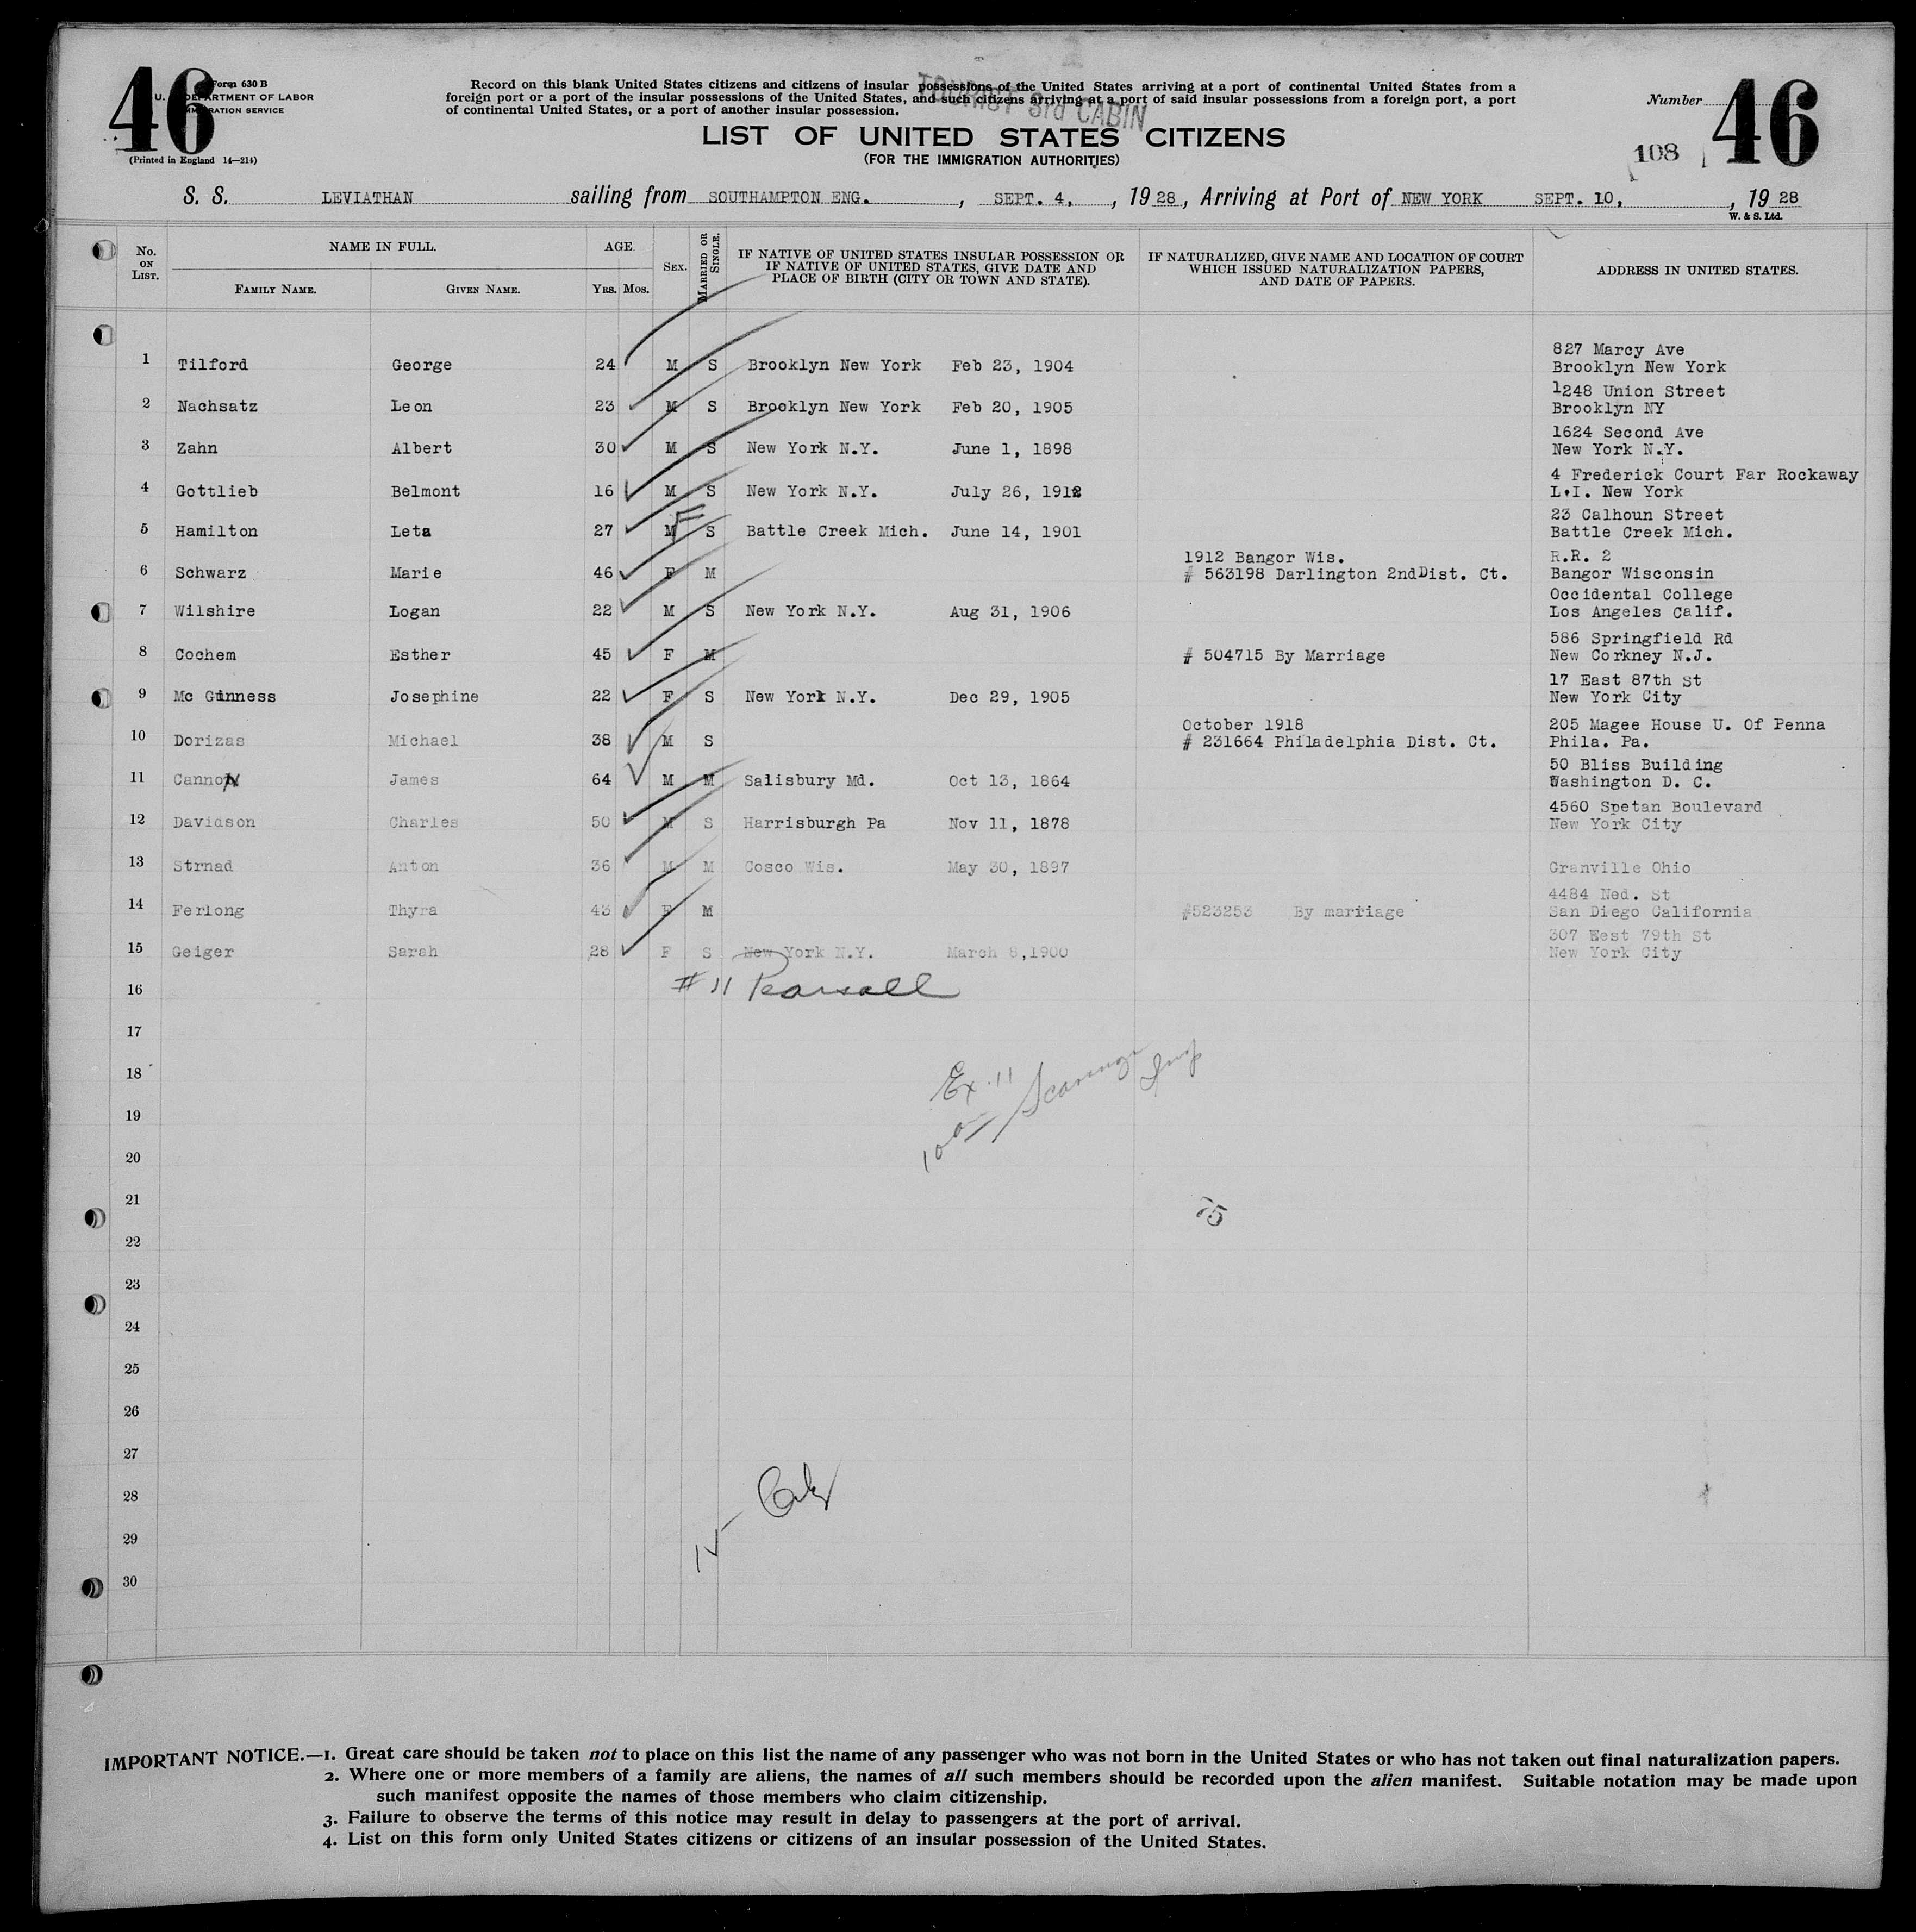 46
Form 630 B
U. S. DEPARTMENT OF LABOR
IMMIGRATION SERVICE
(Printed in England 14—214)
Record on this blank United States citizens and citizens of insular possessions of the United States arriving at a port of continental United States from a
foreign port or a port of the insular possessions of the United States, and such citizens arriving at a port of said insular possessions from a foreign port, a port
of continental United States, or a port of another insular possession.
TOURIST 3rd CABIN
LIST OF UNITED STATES CITIZENS
(FOR THE IMMIGRATION AUTHORITIES)
Number 46
108
S. S. LEVIATHAN sailing from SOUTHAMPTON ENG. , SEPT. 4, , 1928, Arriving at Port of NEW YORK SEPT. 10, , 1928
W. & S. Ltd.
No. ON LIST. NAME IN FULL. AGE. SEX. MARRIED OR SINGLE. IF NATIVE OF UNITED STATES INSULAR POSSESSION OR IF NATIVE OF UNITED STATES, GIVE DATE AND PLACE OF BIRTH (CITY OR TOWN AND STATE). IF NATURALIZED, GIVE NAME AND LOCATION OF COURT WHICH ISSUED NATURALIZATION PAPERS, AND DATE OF PAPERS. ADDRESS IN UNITED STATES.
FAMILY NAME. GIVEN NAME. YRS. MOS.
827 Marcy Ave
1 Tilford George 24 M S Brooklyn New York Feb 23, 1904 Brooklyn New York
1248 Union Street
2 Nachsatz Leon 23 M S Brooklyn New York Feb 20, 1905 Brooklyn NY
1624 Second Ave
3 Zahn Albert 30 M S New York N.Y. June 1, 1898 New York N.Y.
4 Frederick Court Far Rockaway
4 Gottlieb Belmont 16 M S New York N.Y. July 26, 1912 L.I. New York
23 Calhoun Street
5 Hamilton Leta 27 M F S Battle Creek Mich. June 14, 1901 Battle Creek Mich.
1912 Bangor Wis. R.R. 2
6 Schwarz Marie 46 F M # 563198 Darlington 2ndDist. Ct. Bangor Wisconsin
Occidental College
7 Wilshire Logan 22 M S New York N.Y. Aug 31, 1906 Los Angeles Calif.
586 Springfield Rd
8 Cochem Esther 45 F M # 504715 By Marriage New Corkney N.J.
17 East 87th St
9 Mc Guinness Josephine 22 F S New York N.Y. Dec 29, 1905 New York City
October 1918 205 Magee House U. Of Penna
10 Dorizas Michael 38 M S # 231664 Philadelphia Dist. Ct. Phila. Pa.
50 Bliss Building
11 Cannon James 64 M M Salisbury Md. Oct 13, 1864 Washington D. C.
4560 Spetan Boulevard
12 Davidson Charles 50 M S Harrisburgh Pa Nov 11, 1878 New York City
13 Strnad Anton 36 M M Cosco Wis. May 30, 1897 Granville Ohio
4484 Ned. St
14 Ferlong Thyra 43 F M #523253 By marriage San Diego California
307 East 79th St
15 Geiger Sarah 28 F S New York N.Y. March 8,1900 New York City
16 # 11 Pearsall
17
18 Ex. 11
19
20
21 75
22
23
24
25
26
27
28
29
30
IMPORTANT NOTICE.—1. Great care should be taken not to place on this list the name of any passenger who was not born in the United States or who has not taken out final naturalization papers.
2. Where one or more members of a family are aliens, the names of all such members should be recorded upon the alien manifest. Suitable notation may be made upon
such manifest opposite the names of those members who claim citizenship.
3. Failure to observe the terms of this notice may result in delay to passengers at the port of arrival.
4. List on this form only United States citizens or citizens of an insular possession of the United States.